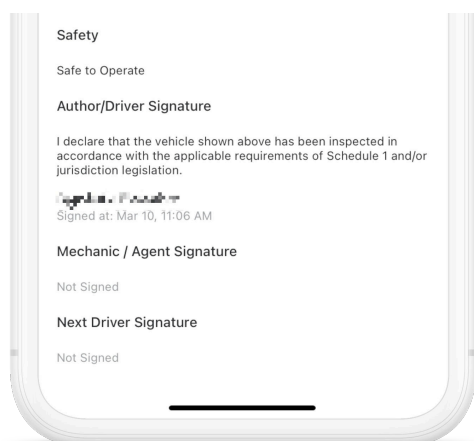 Safety
Safe to Operate
Author/Driver Signature
I declare that the vehicle shown above has been inspected in
accordance with the applicable requirements of Schedule 1 and/or
jurisdiction legislation.
Signed at: Mar 10, 11:06 AM
Mechanic / Agent Signature
Not Signed
Next Driver Signature
Not Signed